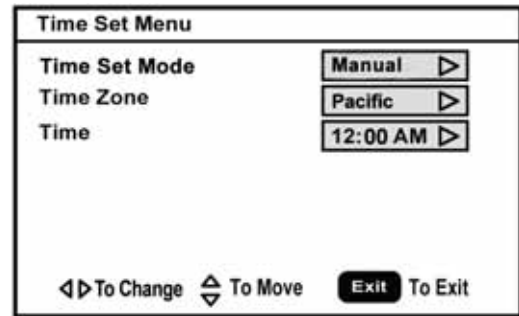 Time Set Menu
Time Set Mode Manual
Time Zone Pacific
Time 12:00 AM
To Change To Move Exit To Exit